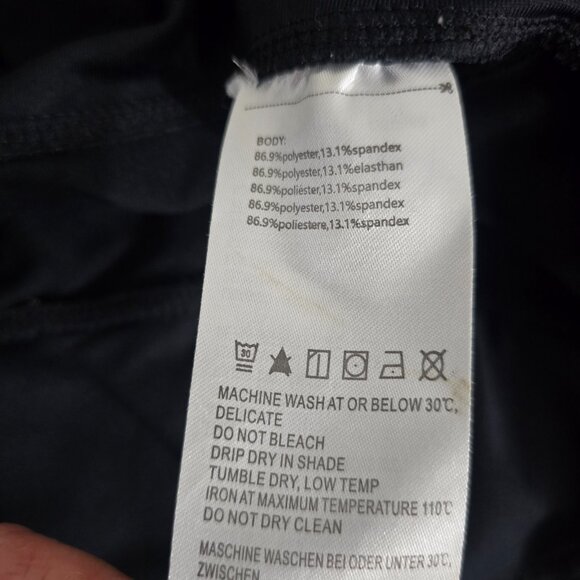 BODY:
86.9%polyester,13.1%spandex
86.9%polyester,13.1%elasthan
86.9%poliéster,13.1%spandex
86.9%polyester,13.1%spandex
86.9%poliestere,13.1%spandex
30
MACHINE WASH AT OR BELOW 30℃,
DELICATE
DO NOT BLEACH
DRIP DRY IN SHADE
TUMBLE DRY, LOW TEMP
IRON AT MAXIMUM TEMPERATURE 110℃
DO NOT DRY CLEAN
MASCHINE WASCHEN BEI ODER UNTER 30℃,
ZWISCHEN